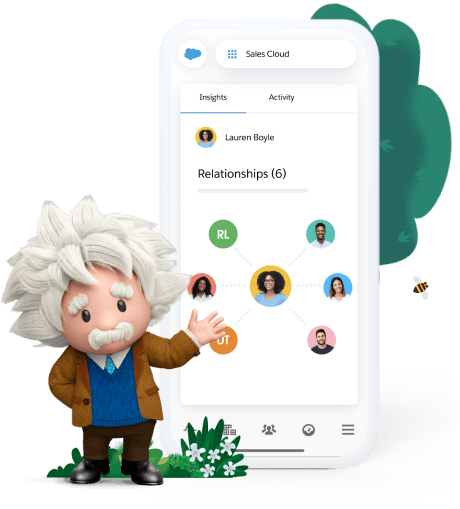 Sales Cloud
Insights
Activity
Lauren Boyle
Relationships (6)
RL
UT